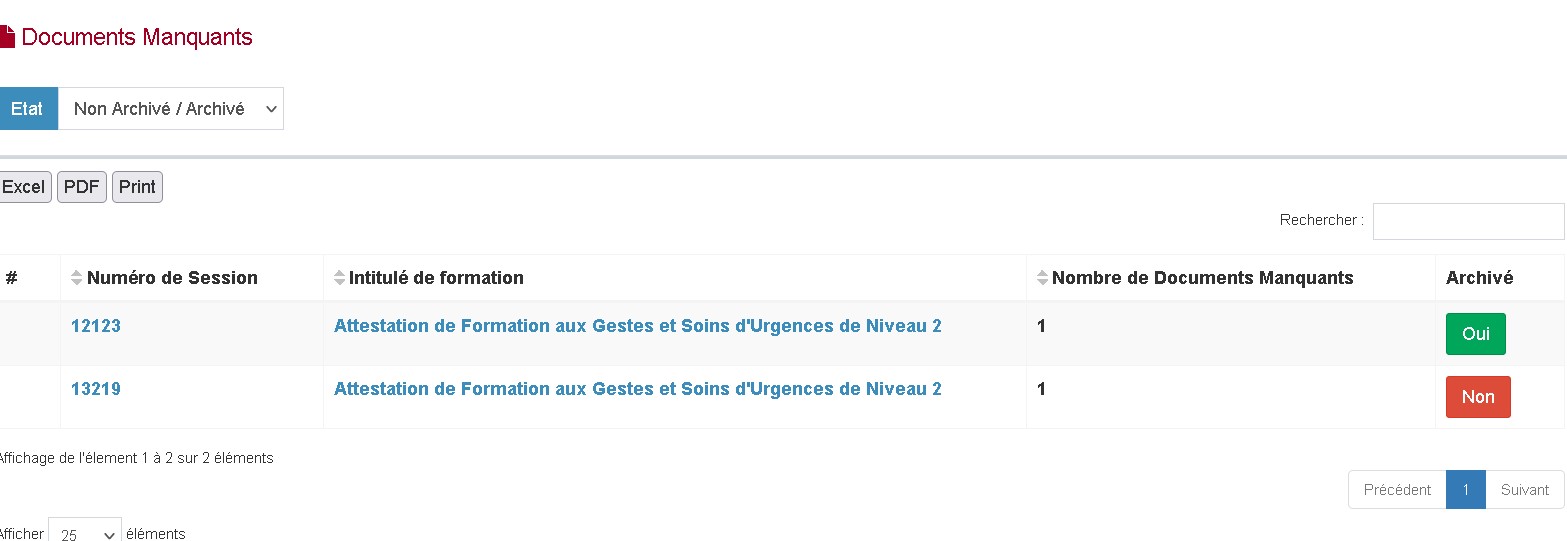 Documents Manquants
Etat Non Archivé / Archivé
Excel PDF Print
Rechercher :
# Numéro de Session Intitulé de formation Nombre de Documents Manquants Archivé
12123 Attestation de Formation aux Gestes et Soins d'Urgences de Niveau 2 1 Oui
13219 Attestation de Formation aux Gestes et Soins d'Urgences de Niveau 2 1 Non
Affichage de l'élement 1 à 2 sur 2 éléments
Précédent 1 Suivant
Afficher 25 éléments